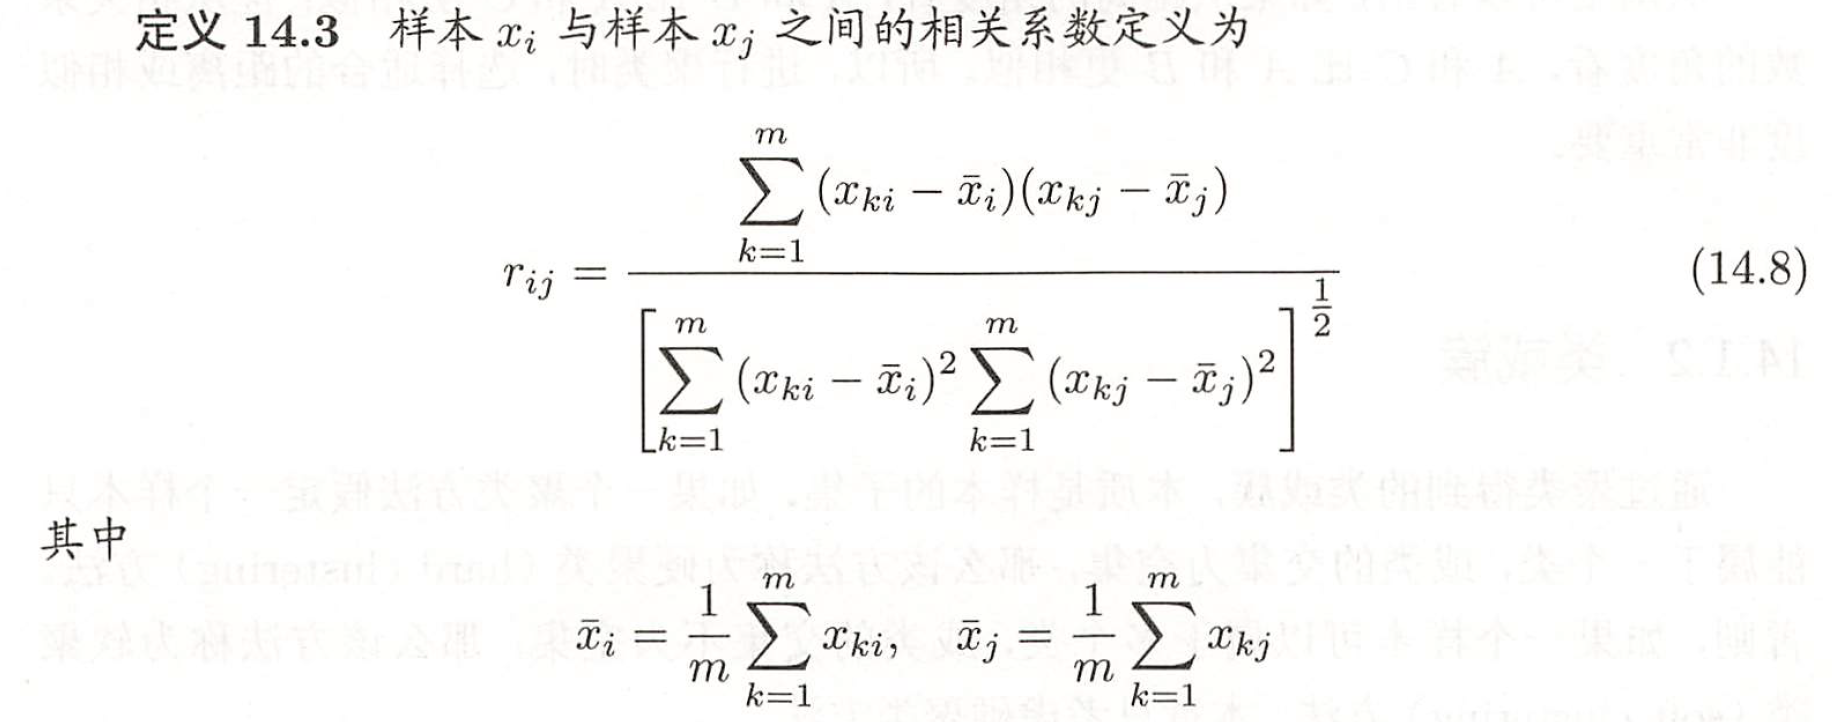 定义 14.3 样本 x_i 与样本 x_j 之间的相关系数定义为
r_{ij} = \frac{\sum_{k=1}^{m} (x_{ki} - \bar{x}_i)(x_{kj} - \bar{x}_j)}{\left[\sum_{k=1}^{m} (x_{ki} - \bar{x}_i)^2 \sum_{k=1}^{m} (x_{kj} - \bar{x}_j)^2\right]^{\frac{1}{2}}} (14.8)
其中
\bar{x}_i = \frac{1}{m} \sum_{k=1}^{m} x_{ki}, \bar{x}_j = \frac{1}{m} \sum_{k=1}^{m} x_{kj}